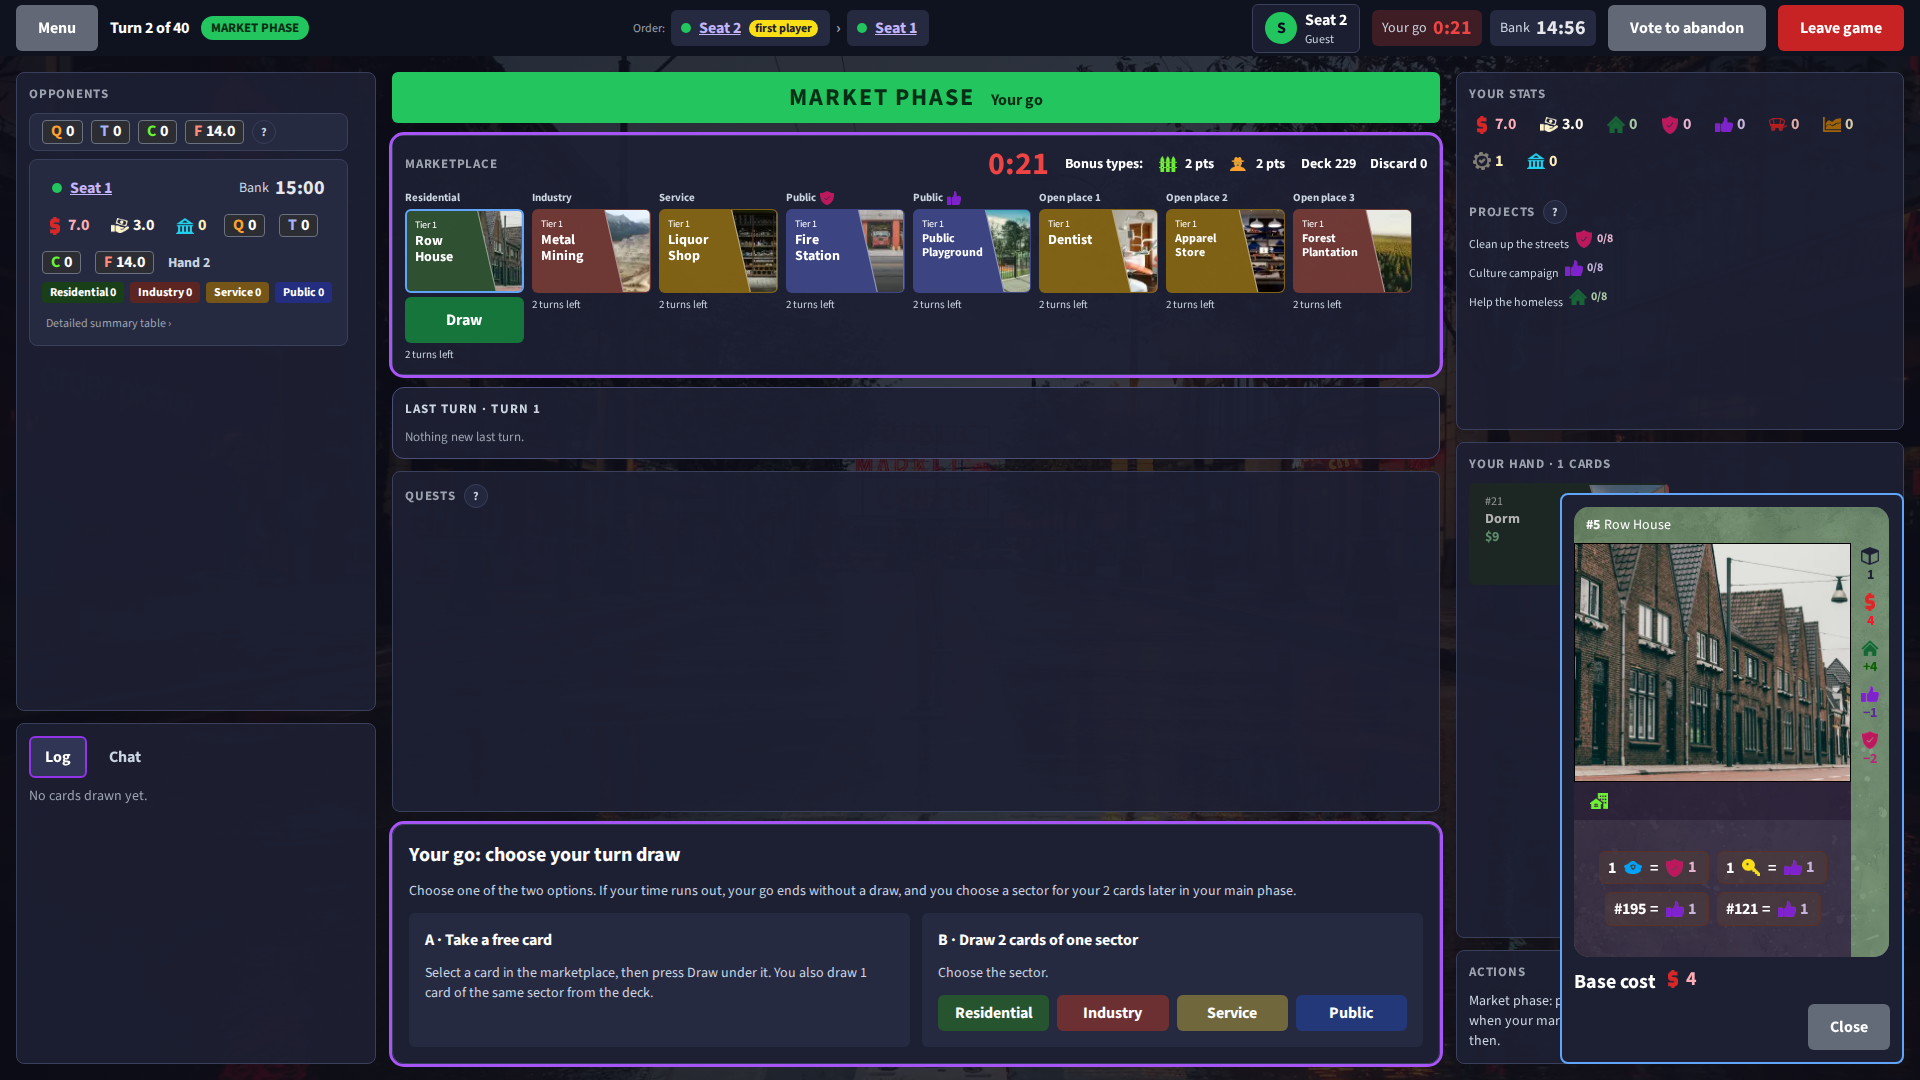 Menu
Turn 2 of 40
MARKET PHASE
Order:
Seat 2 first player › Seat 1
S
Seat 2
Guest
Your go 0:21
Bank 14:56
Vote to abandon
Leave game
OPPONENTS
Q 0
T 0
C 0
F 14.0
?
Seat 1
Bank 15:00
7.0
3.0
0
Q 0
T 0
C 0
F 14.0
Hand 2
Residential 0
Industry 0
Service 0
Public 0
Detailed summary table ›
Log
Chat
No cards drawn yet.
MARKET PHASE Your go
MARKETPLACE
0:21
Bonus types:
2 pts
2 pts
Deck 229
Discard 0
Residential
Tier 1
Row House
Draw
2 turns left
Industry
Tier 1
Metal Mining
2 turns left
Service
Tier 1
Liquor Shop
2 turns left
Public
Tier 1
Fire Station
2 turns left
Public
Tier 1
Public Playground
2 turns left
Open place 1
Tier 1
Dentist
2 turns left
Open place 2
Tier 1
Apparel Store
2 turns left
Open place 3
Tier 1
Forest Plantation
2 turns left
LAST TURN · TURN 1
Nothing new last turn.
QUESTS ?
Your go: choose your turn draw
Choose one of the two options. If your time runs out, your go ends without a draw, and you choose a sector for your 2 cards later in your main phase.
A · Take a free card
Select a card in the marketplace, then press Draw under it. You also draw 1
card of the same sector from the deck.
B · Draw 2 cards of one sector
Choose the sector.
Residential
Industry
Service
Public
YOUR STATS
$ 7.0
3.0
0
0
0
0
0
1
0
PROJECTS ?
Clean up the streets 0/8
Culture campaign 0/8
Help the homeless 0/8
YOUR HAND · 1 CARDS
#21
Dorm
$9
#5 Row House
1
$
4
+4
−1
−2
1 = 1
1 = 1
#195 = 1
#121 = 1
Base cost $ 4
Close
ACTIONS
Market phase: p
when your mar
then.